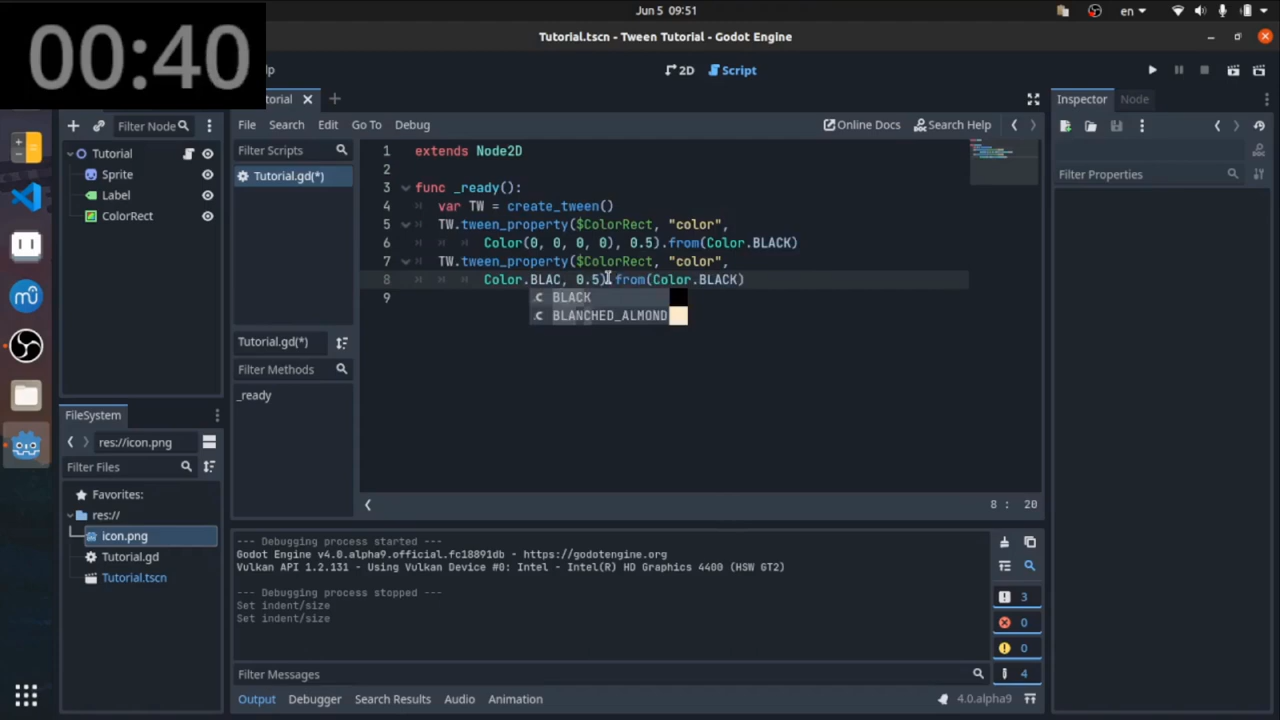 Jun 5 09:51
en
00:40
Tutorial.tscn - Tween Tutorial - Godot Engine
lp
2D
Script
torial
Filter Node
Tutorial
Sprite
Label
ColorRect
File
Search
Edit
Go To
Debug
Online Docs
Search Help
Filter Scripts
Tutorial.gd(*)
Tutorial.gd(*)
Filter Methods
_ready
1 extends Node2D
2
3 func _ready():
4 var TW = create_tween()
5 TW.tween_property($ColorRect, "color",
6 Color(0, 0, 0, 0), 0.5).from(Color.BLACK)
7 TW.tween_property($ColorRect, "color",
8 Color.BLAC, 0.5).from(Color.BLACK)
9
BLACK
BLANCHED_ALMOND
8 : 20
Inspector
Node
Filter Properties
FileSystem
res://icon.png
Filter Files
Favorites:
res://
icon.png
Tutorial.gd
Tutorial.tscn
--- Debugging process started ---
Godot Engine v4.0.alpha9.official.fc18891db - https://godotengine.org
Vulkan API 1.2.131 - Using Vulkan Device #0: Intel - Intel(R) HD Graphics 4400 (HSW GT2)
--- Debugging process stopped ---
Set indent/size
Set indent/size
3
0
0
4
Filter Messages
Output
Debugger
Search Results
Audio
Animation
4.0.alpha9